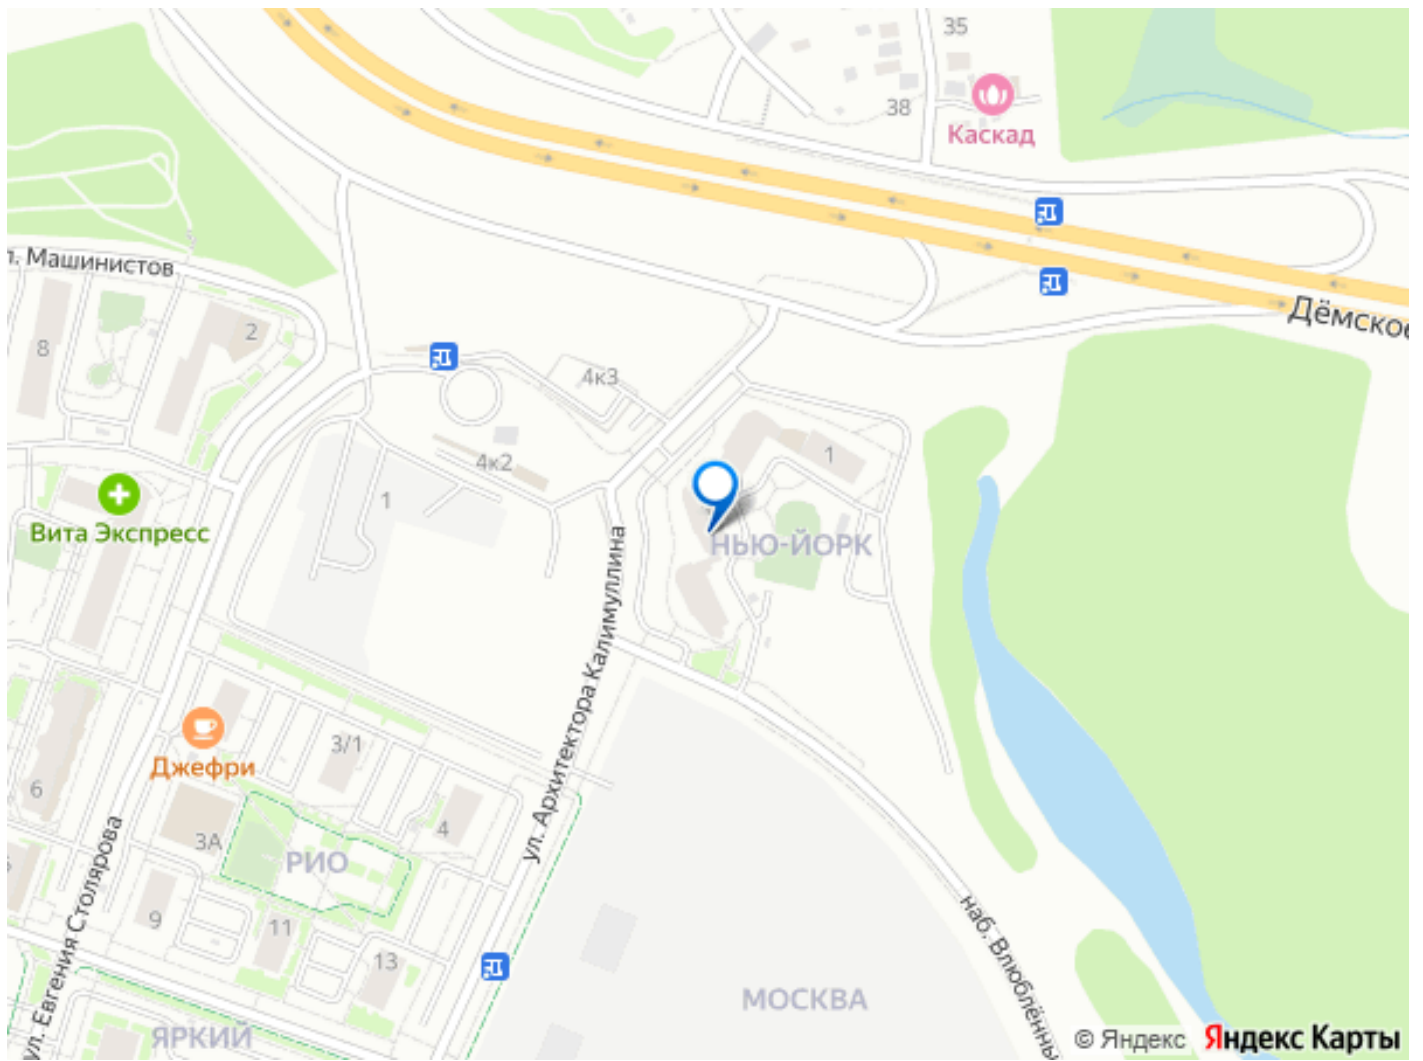 35
38
Каскад
л. Машинистов
2
8
Дёмское
4к3
4к2
1
1
Вита Экспресс
НЬЮ-ЙОРК
ул. Архитектора Калимуллина
Джефри
3/1
6
3А
4
РИО
9
11
13
ул. Евгения Столярова
наб. Влюблённы
МОСКВА
ЯРКИЙ
© Яндекс Яндекс Карты